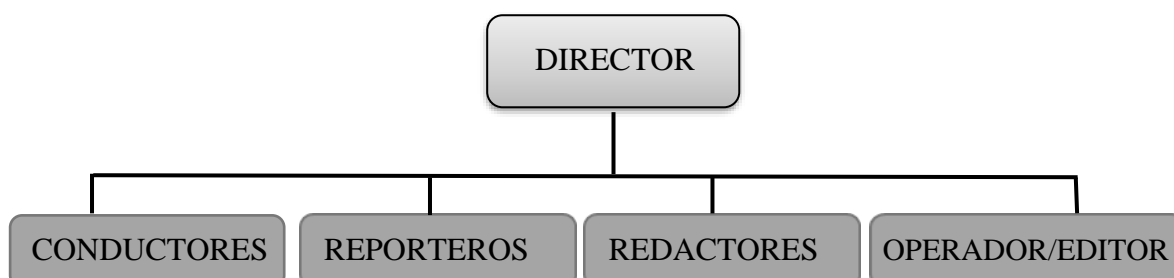 DIRECTOR
CONDUCTORES
REPORTEROS
REDACTORES
OPERADOR/EDITOR